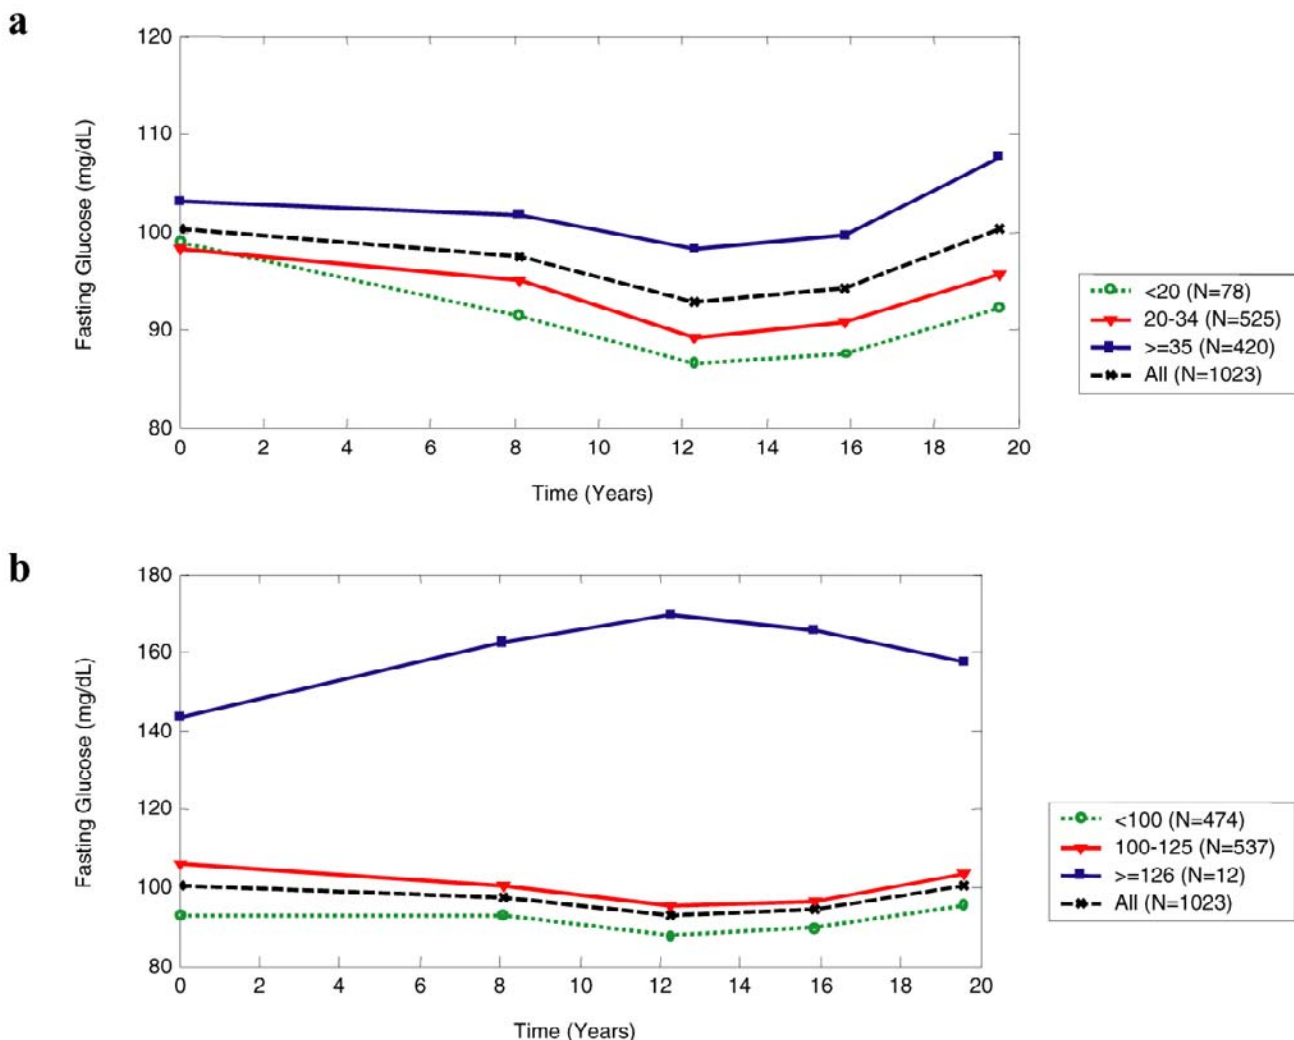 a
120
110
100
90
80
Fasting Glucose (mg/dL)
0 2 4 6 8 10 12 14 16 18 20
Time (Years)
<20 (N=78)
20-34 (N=525)
>=35 (N=420)
All (N=1023)
b
180
160
140
120
100
80
Fasting Glucose (mg/dL)
0 2 4 6 8 10 12 14 16 18 20
Time (Years)
<100 (N=474)
100-125 (N=537)
>=126 (N=12)
All (N=1023)